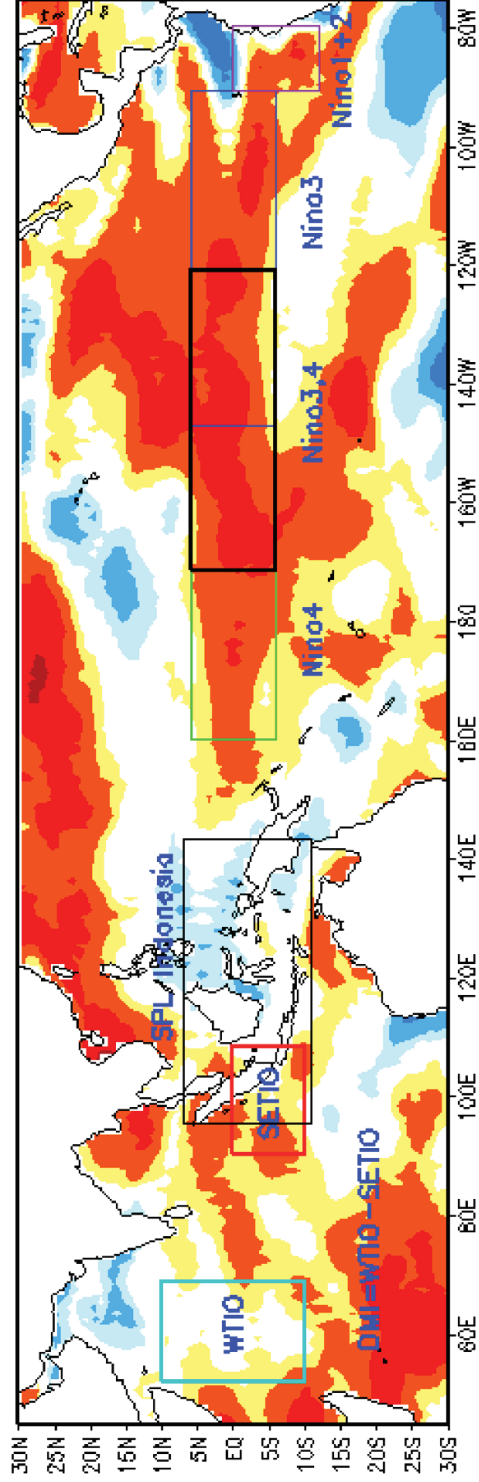 30N
25N
20N
15N
10N
5N
EQ
5S
10S
15S
20S
25S
30S
60E
80E
100E
120E
140E
160E
180
160W
140W
120W
100W
80W
WTIO
SETIO
DMI=WTIO-SETIO
SPL Indonesia
Nino4
Nino3,4
Nino3
Nino1+2